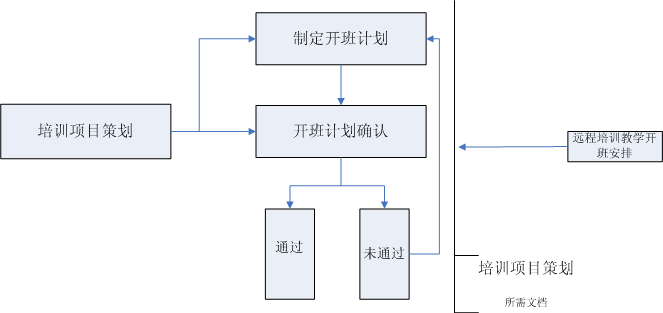 制定开班计划
培训项目策划
开班计划确认
远程培训教学开
班安排
通过
未通过
培训项目策划
所需文档